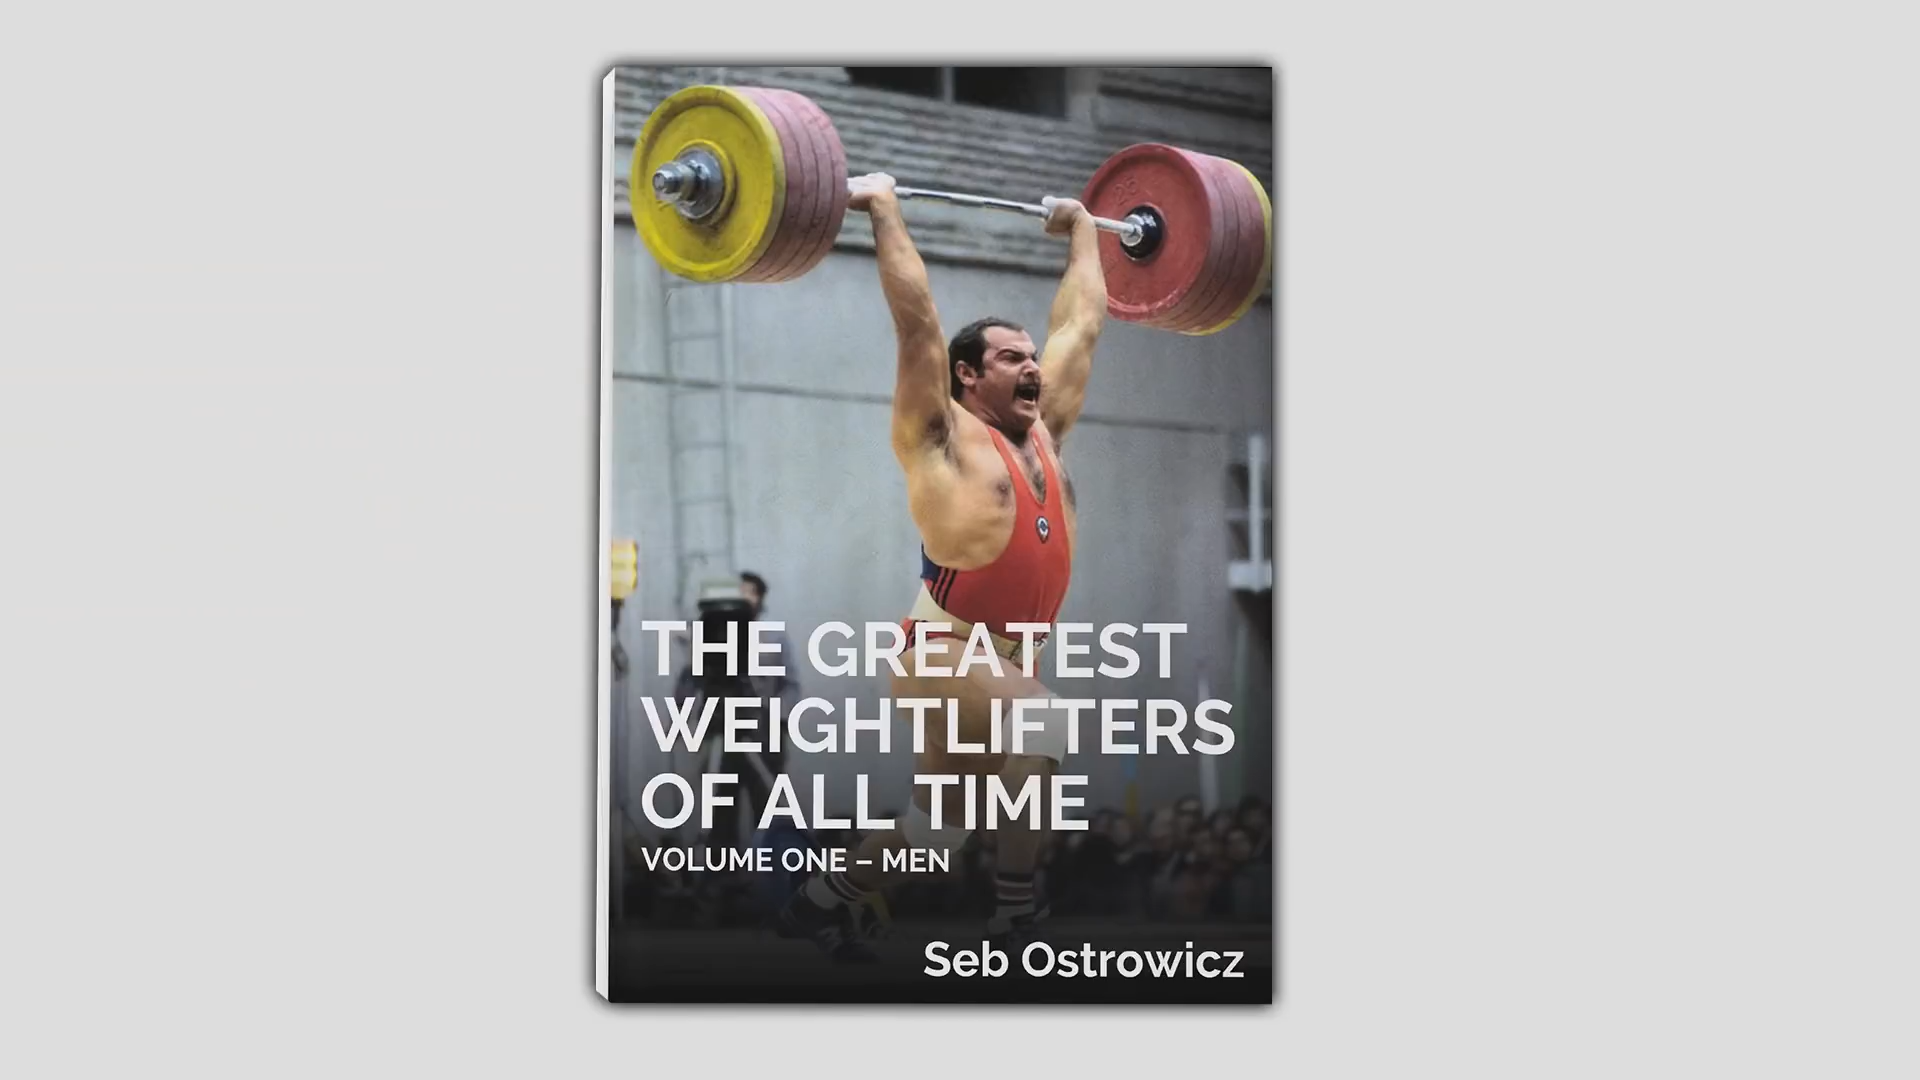 THE GREATEST
WEIGHTLIFTERS
OF ALL TIME
VOLUME ONE – MEN
Seb Ostrowicz